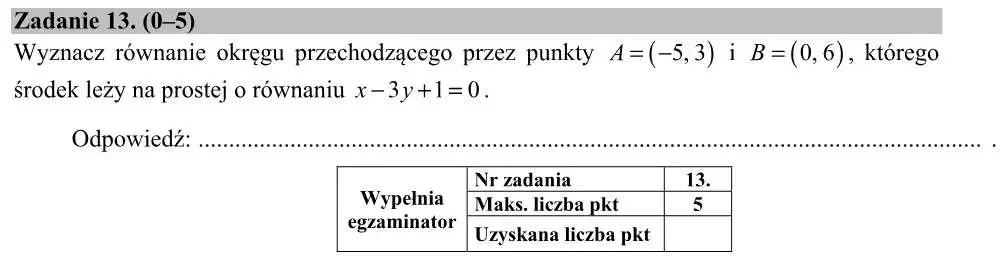 Zadanie 13. (0–5)
Wyznacz równanie okręgu przechodzącego przez punkty A = (−5, 3) i B = (0, 6), którego
środek leży na prostej o równaniu x − 3y + 1 = 0.
Odpowiedź: .................................................................................................................................. .
Wypełnia
egzaminator
Nr zadania 13.
Maks. liczba pkt 5
Uzyskana liczba pkt